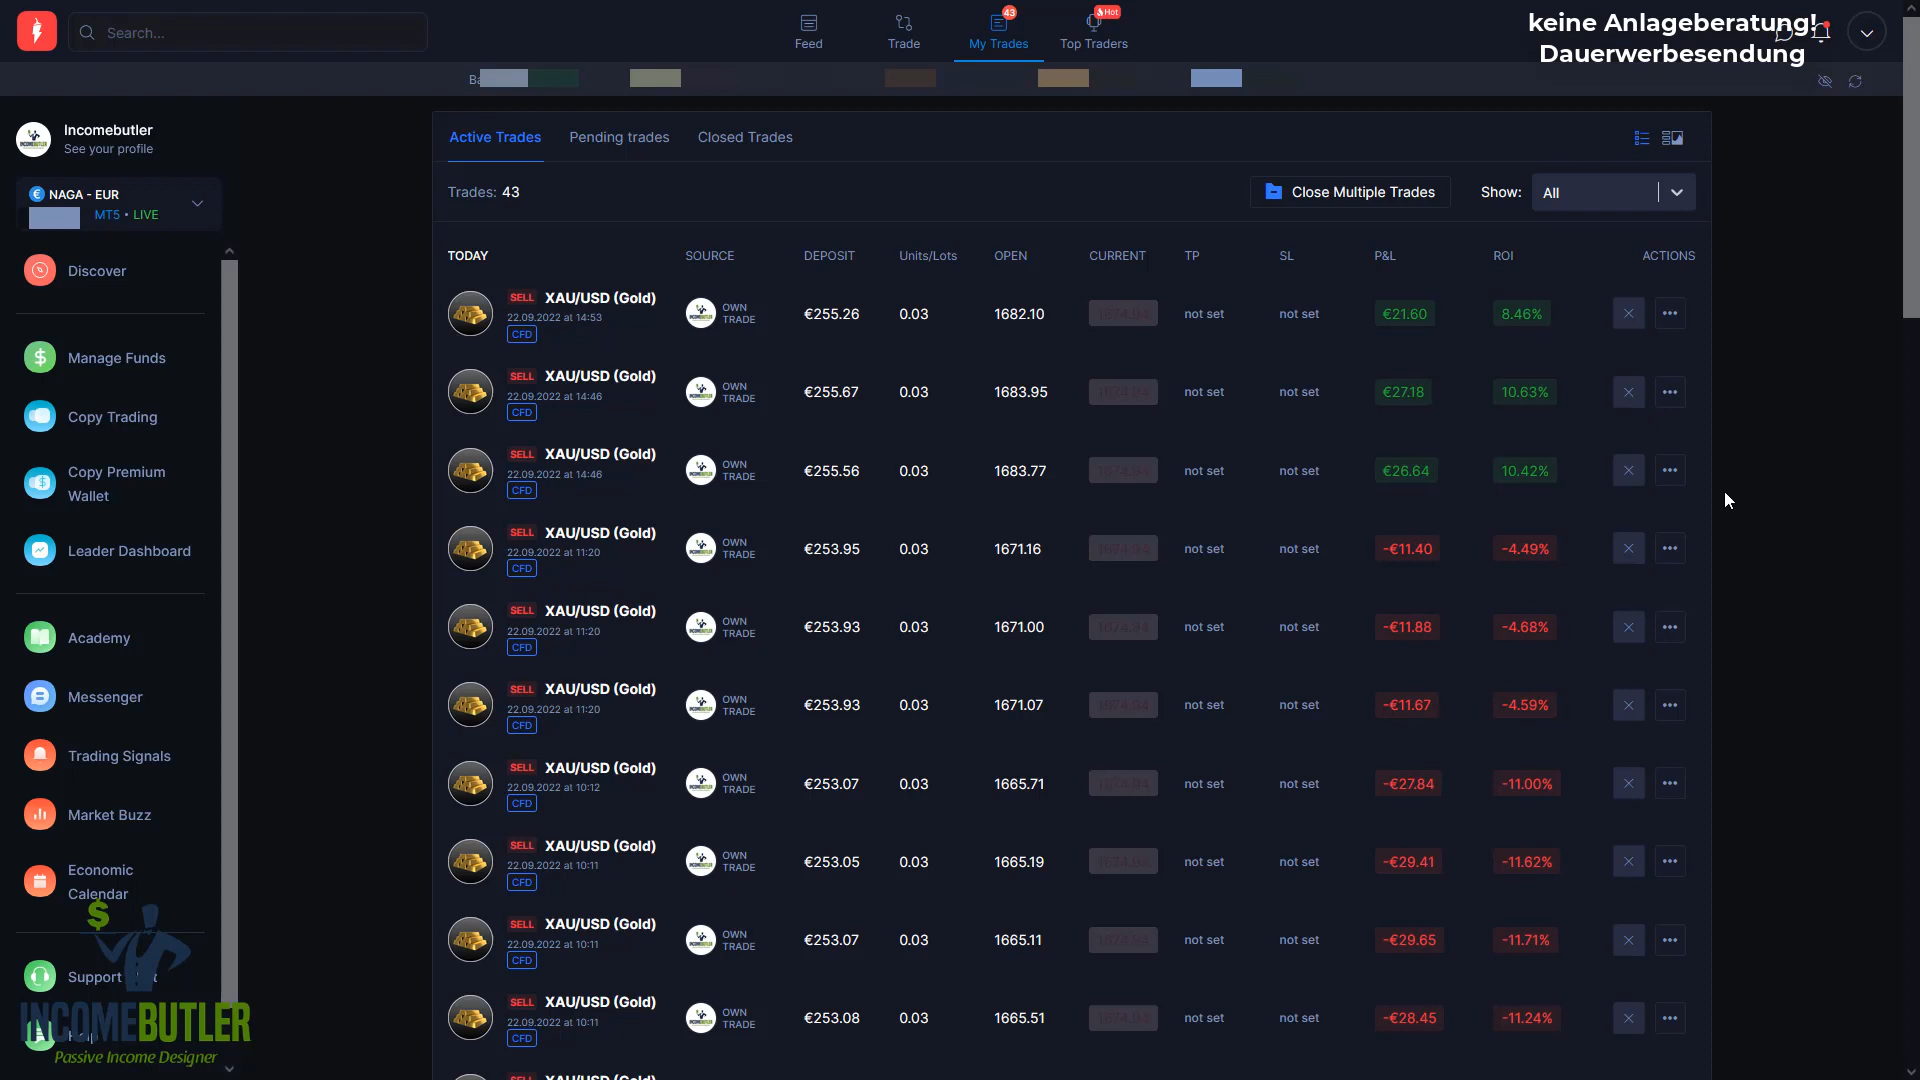 Search...
Feed
Trade
43
My Trades
Hot
Top Traders
keine Anlageberatung!
Dauerwerbesendung
Incomebutler
See your profile
NAGA - EUR
MT5 • LIVE
Discover
Manage Funds
Copy Trading
Copy Premium
Wallet
Leader Dashboard
Academy
Messenger
Trading Signals
Market Buzz
Economic
Calendar
Support
$
INCOMEBUTLER
Passive Income Designer
Active Trades Pending trades Closed Trades
Trades: 43 Close Multiple Trades Show: All
TODAY SOURCE DEPOSIT Units/Lots OPEN CURRENT TP SL P&L ROI ACTIONS
SELL XAU/USD (Gold)
22.09.2022 at 14:53
CFD
OWN
TRADE
€255.26 0.03 1682.10 not set not set €21.60 8.46%
SELL XAU/USD (Gold)
22.09.2022 at 14:46
CFD
OWN
TRADE
€255.67 0.03 1683.95 not set not set €27.18 10.63%
SELL XAU/USD (Gold)
22.09.2022 at 14:46
CFD
OWN
TRADE
€255.56 0.03 1683.77 not set not set €26.64 10.42%
SELL XAU/USD (Gold)
22.09.2022 at 11:20
CFD
OWN
TRADE
€253.95 0.03 1671.16 not set not set -€11.40 -4.49%
SELL XAU/USD (Gold)
22.09.2022 at 11:20
CFD
OWN
TRADE
€253.93 0.03 1671.00 not set not set -€11.88 -4.68%
SELL XAU/USD (Gold)
22.09.2022 at 11:20
CFD
OWN
TRADE
€253.93 0.03 1671.07 not set not set -€11.67 -4.59%
SELL XAU/USD (Gold)
22.09.2022 at 10:12
CFD
OWN
TRADE
€253.07 0.03 1665.71 not set not set -€27.84 -11.00%
SELL XAU/USD (Gold)
22.09.2022 at 10:11
CFD
OWN
TRADE
€253.05 0.03 1665.19 not set not set -€29.41 -11.62%
SELL XAU/USD (Gold)
22.09.2022 at 10:11
CFD
OWN
TRADE
€253.07 0.03 1665.11 not set not set -€29.65 -11.71%
SELL XAU/USD (Gold)
22.09.2022 at 10:11
CFD
OWN
TRADE
€253.08 0.03 1665.51 not set not set -€28.45 -11.24%